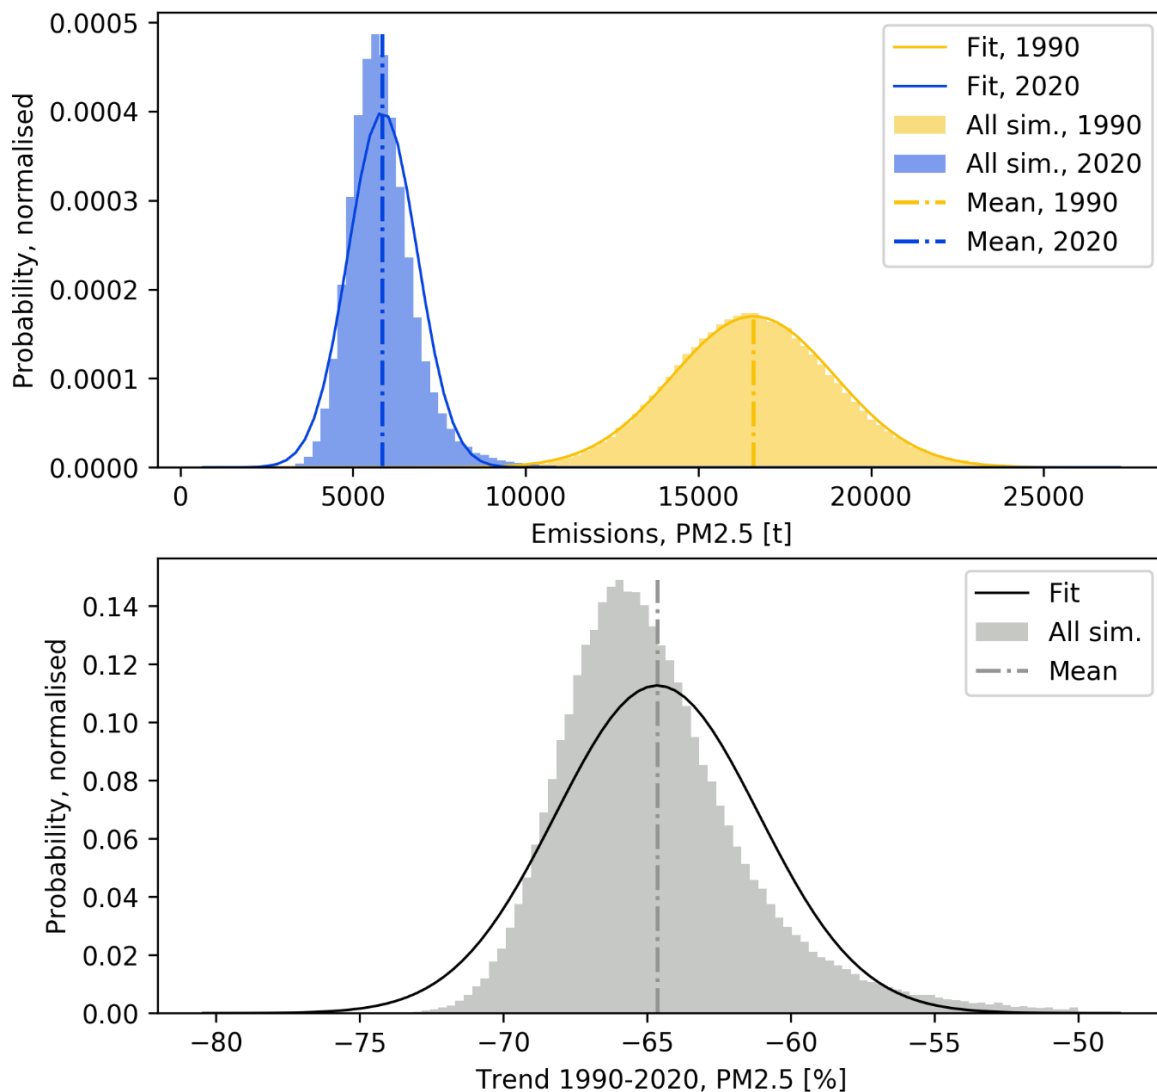 0.0005
0.0004
0.0003
0.0002
0.0001
0.0000
Probability, normalised
Fit, 1990
Fit, 2020
All sim., 1990
All sim., 2020
Mean, 1990
Mean, 2020
0 5000 10000 15000 20000 25000
Emissions, PM2.5 [t]
0.14
0.12
0.10
0.08
0.06
0.04
0.02
0.00
Probability, normalised
Fit
All sim.
Mean
−80 −75 −70 −65 −60 −55 −50
Trend 1990-2020, PM2.5 [%]